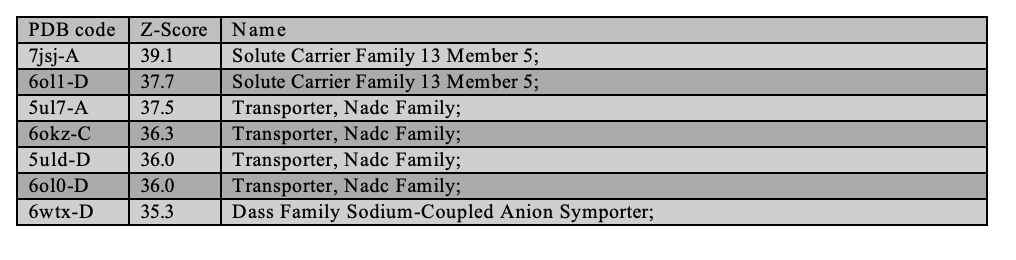 PDB code Z-Score Name
7jsj-A 39.1 Solute Carrier Family 13 Member 5;
6ol1-D 37.7 Solute Carrier Family 13 Member 5;
5ul7-A 37.5 Transporter, Nadc Family;
6okz-C 36.3 Transporter, Nadc Family;
5uld-D 36.0 Transporter, Nadc Family;
6ol0-D 36.0 Transporter, Nadc Family;
6wtx-D 35.3 Dass Family Sodium-Coupled Anion Symporter;